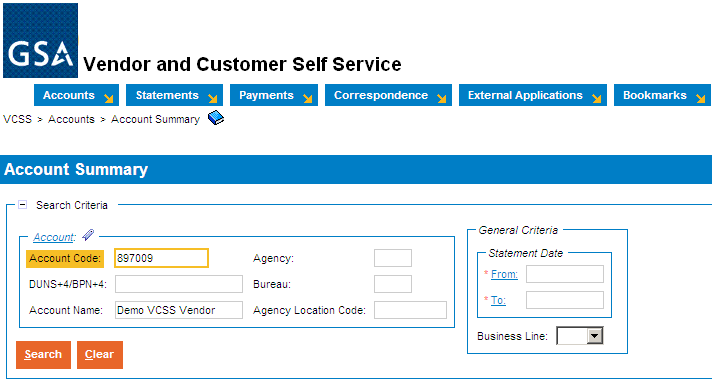 GSA
Vendor and Customer Self Service
Accounts Statements Payments Correspondence External Applications Bookmarks
VCSS > Accounts > Account Summary
Account Summary
Search Criteria
Account:
Account Code: 897009 Agency:
DUNS+4/BPN+4: Bureau:
Account Name: Demo VCSS Vendor Agency Location Code:
General Criteria
Statement Date
* From:
* To:
Business Line:
Search Clear